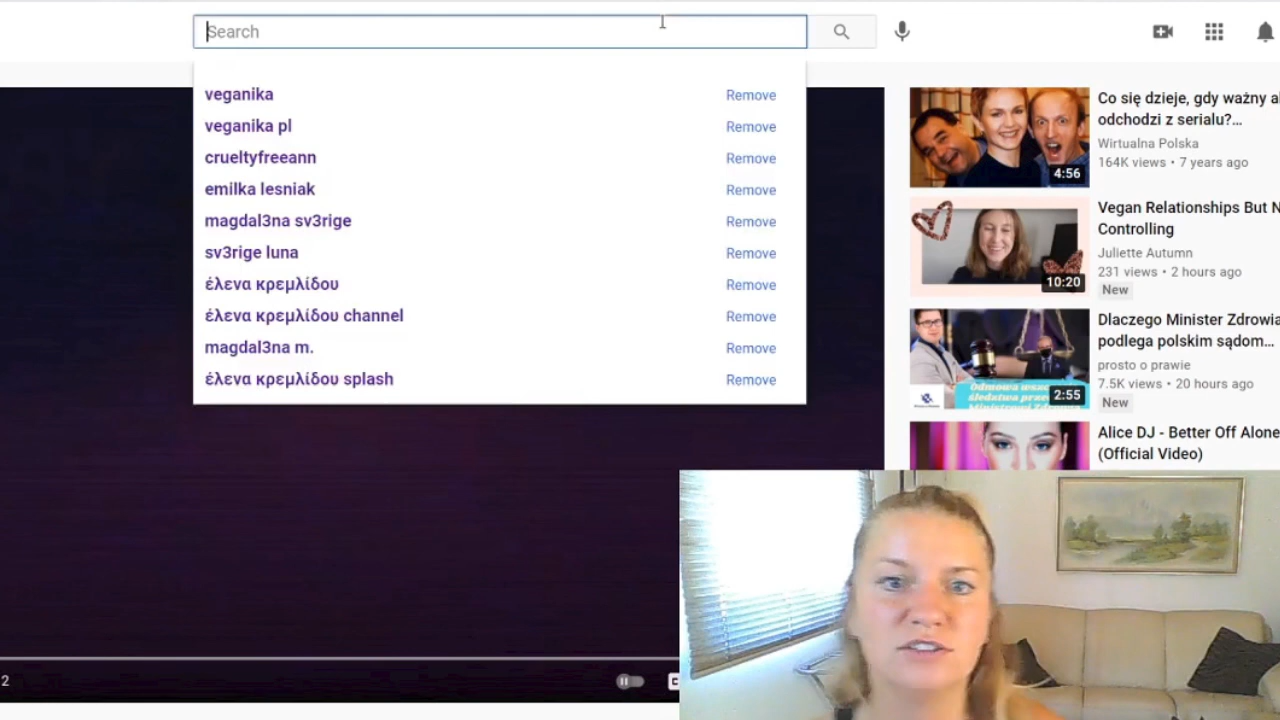 Search
veganika
Remove
veganika pl
Remove
crueltyfreeann
Remove
emilka lesniak
Remove
magdal3na sv3rige
Remove
sv3rige luna
Remove
έλενα κρεμλίδου
Remove
έλενα κρεμλίδου channel
Remove
magdal3na m.
Remove
έλενα κρεμλίδου splash
Remove
2
4:56
Co się dzieje, gdy ważny
odchodzi z serialu?...
Wirtualna Polska
164K views • 7 years ago
10:20
Vegan Relationships But
Controlling
Juliette Autumn
231 views • 2 hours ago
New
Odmowa
2:55
Dlaczego Minister Zdrowia
podlega polskim sądom...
prosto o prawie
7.5K views • 20 hours ago
New
Alice DJ - Better Off Alone
(Official Video)